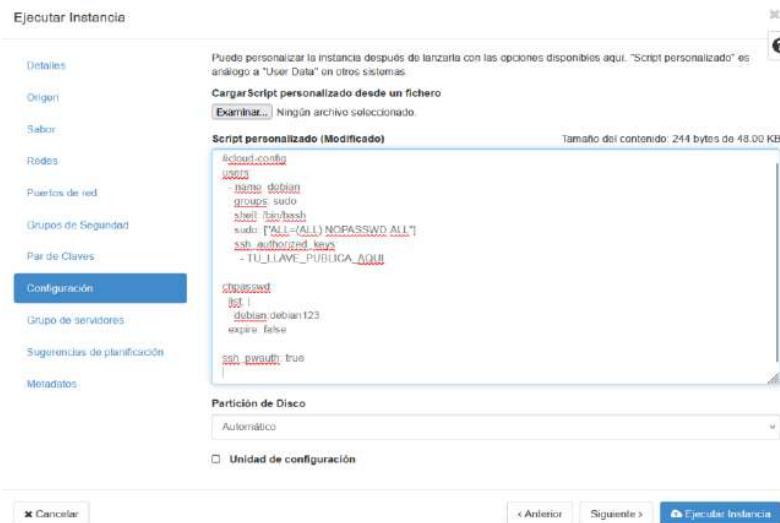 Ejecutar Instancia
Detalles
Origen
Sabor
Redes
Puertos de red
Grupos de Seguridad
Par de Claves
Configuración
Grupo de servidores
Sugerencias de planificación
Metadatos
Puede personalizar la instancia después de lanzarla con las opciones disponibles aquí. "Script personalizado" es
análogo a "User Data" en otros sistemas.
CargarScript personalizado desde un fichero
Examinar... Ningún archivo seleccionado.
Script personalizado (Modificado) Tamaño del contenido: 244 bytes de 48.00 KB
#cloud-config
users:
- name: debian
groups: sudo
shell: /bin/bash
sudo: ["ALL=(ALL) NOPASSWD:ALL"]
ssh_authorized_keys:
- TU_LLAVE_PUBLICA_AQUI
chpasswd:
list: |
debian:debian123
expire: false
ssh_pwauth: true
Partición de Disco
Automático
Unidad de configuración
Cancelar
‹ Anterior
Siguiente ›
Ejecutar Instancia